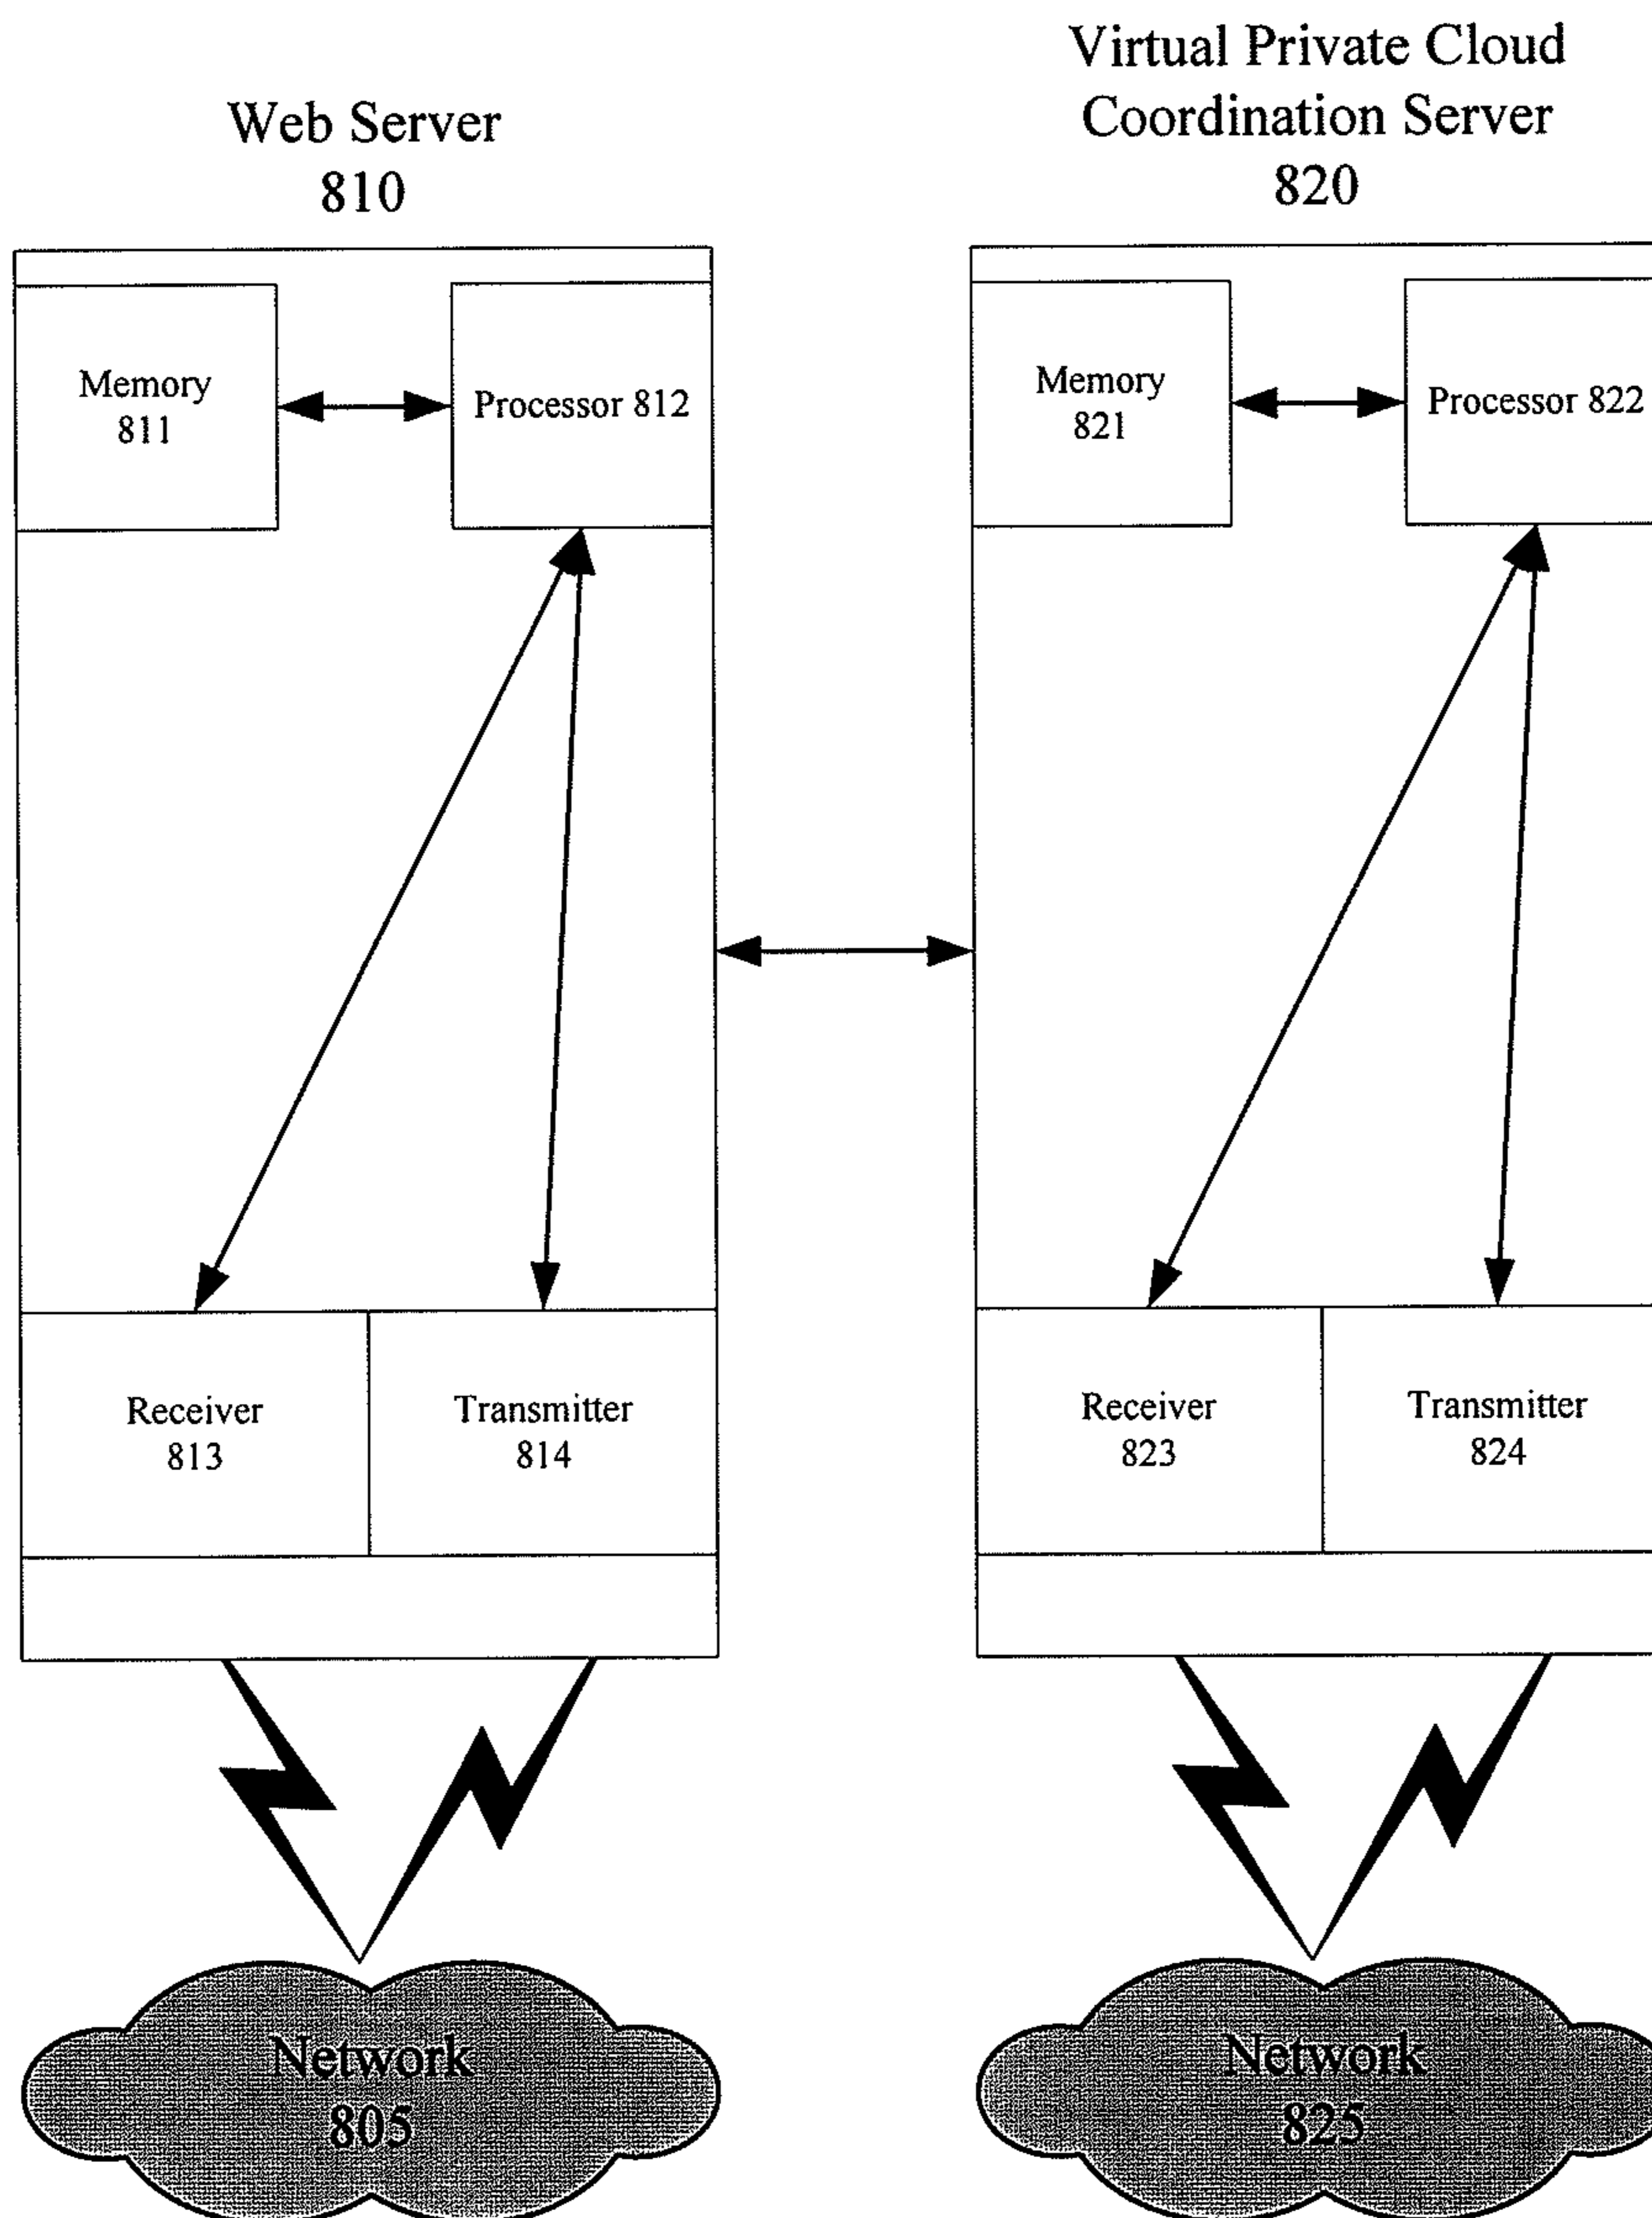 Web Server
810
Virtual Private Cloud
Coordination Server
820
Memory
811
Processor 812
Memory
821
Processor 822
Receiver
813
Transmitter
814
Receiver
823
Transmitter
824
Network
805
Network
825